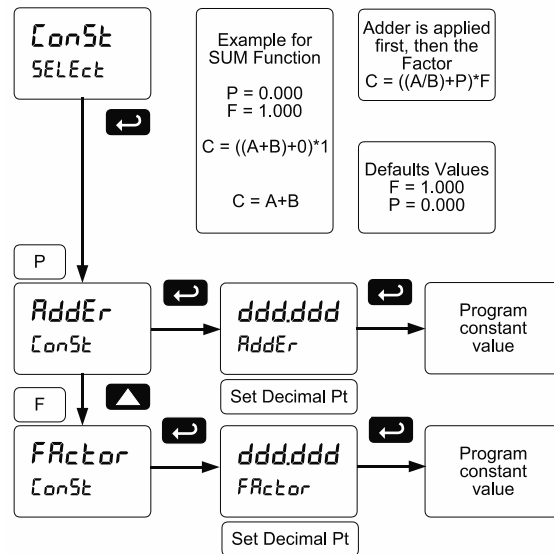 ConSt
SELEct
Example for
SUM Function
P = 0.000
F = 1.000
C = ((A+B)+0)*1
C = A+B
Adder is applied
first, then the
Factor
C = ((A/B)+P)*F
Defaults Values
F = 1.000
P = 0.000
P
AddEr
ConSt
ddd.ddd
AddEr
Program
constant
value
Set Decimal Pt
F
FActor
ConSt
ddd.ddd
FActor
Program
constant
value
Set Decimal Pt